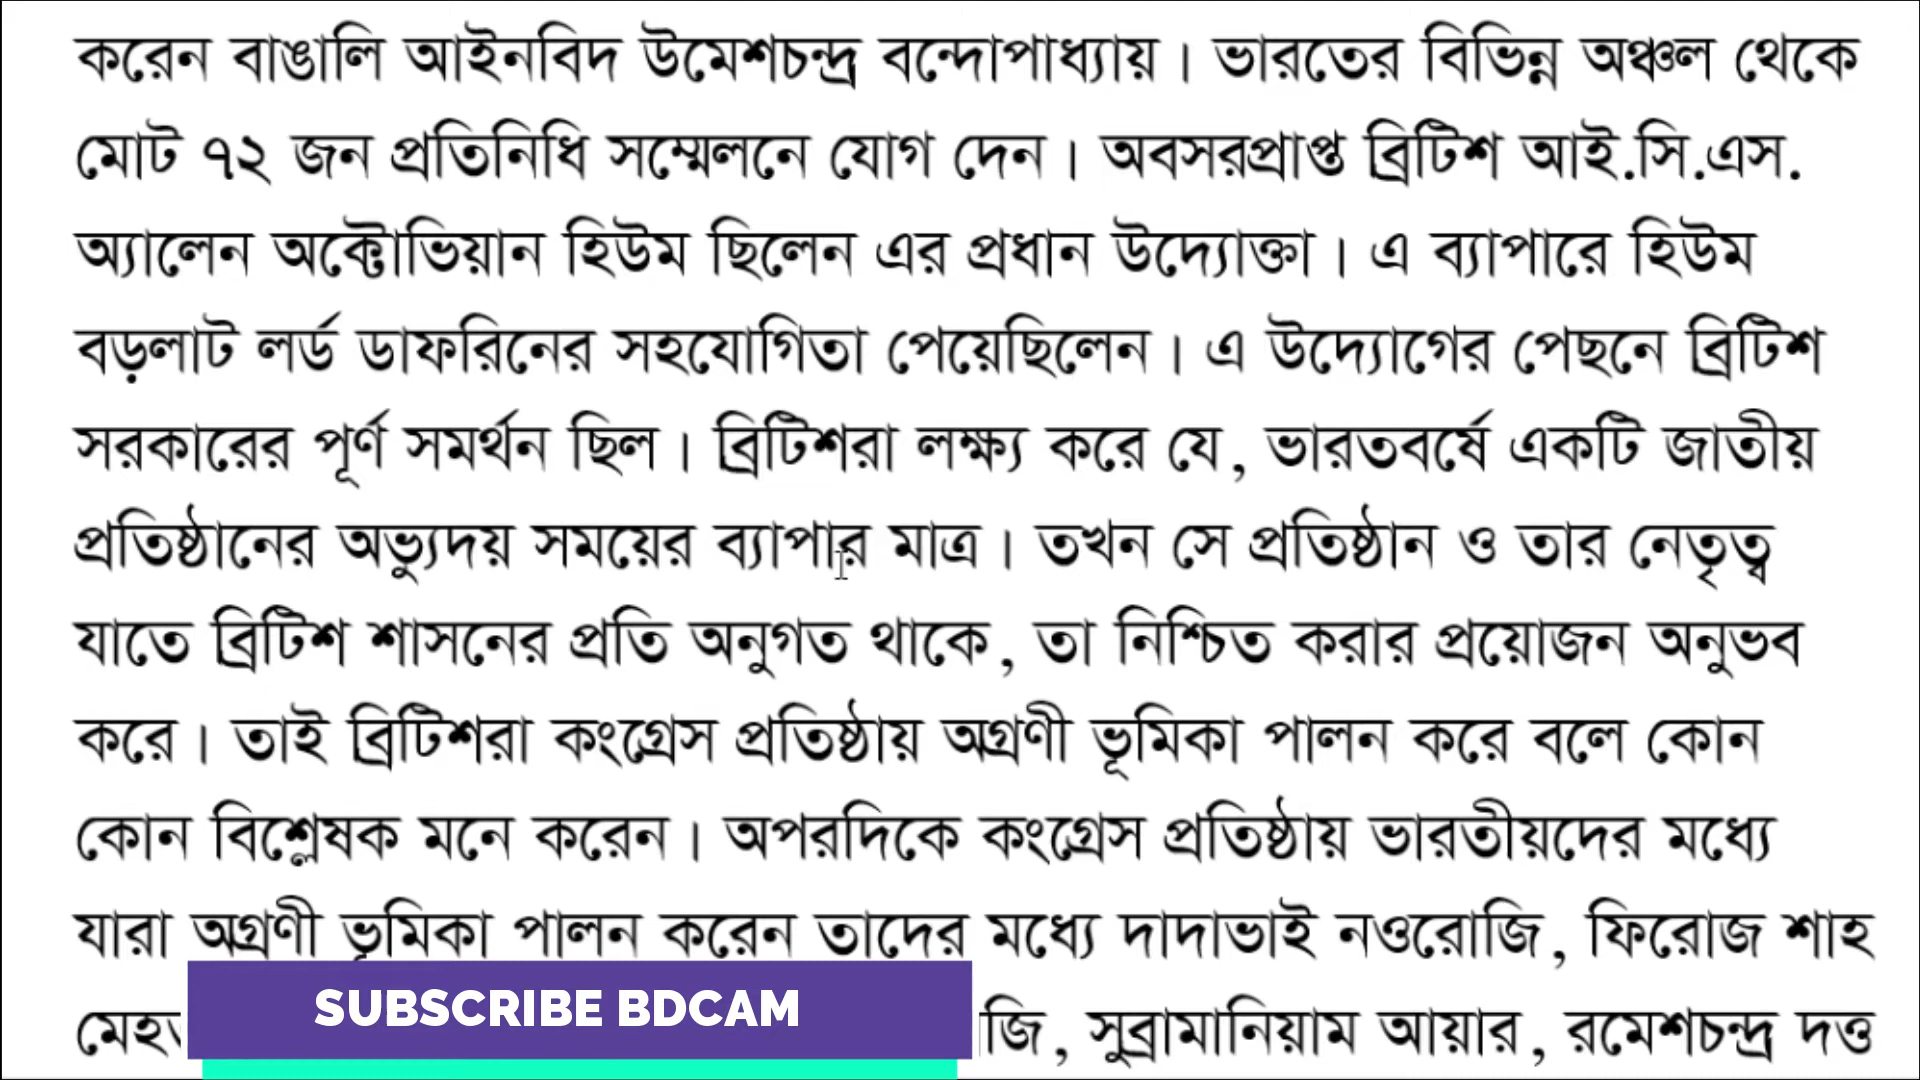 করেন বাঙালি আইনবিদ উমেশচন্দ্র বন্দোপাধ্যায়। ভারতের বিভিন্ন অঞ্চল থেকে
মোট ৭২ জন প্রতিনিধি সম্মেলনে যোগ দেন। অবসরপ্রাপ্ত ব্রিটিশ আই.সি.এস.
অ্যালেন অক্টোভিয়ান হিউম ছিলেন এর প্রধান উদ্যোক্তা। এ ব্যাপারে হিউম
বড়লাট লর্ড ডাফরিনের সহযোগিতা পেয়েছিলেন। এ উদ্যোগের পেছনে ব্রিটিশ
সরকারের পূর্ণ সমর্থন ছিল। ব্রিটিশরা লক্ষ্য করে যে, ভারতবর্ষে একটি জাতীয়
প্রতিষ্ঠানের অভ্যুদয় সময়ের ব্যাপার মাত্র। তখন সে প্রতিষ্ঠান ও তার নেতৃত্ব
যাতে ব্রিটিশ শাসনের প্রতি অনুগত থাকে, তা নিশ্চিত করার প্রয়োজন অনুভব
করে। তাই ব্রিটিশরা কংগ্রেস প্রতিষ্ঠায় অগ্রণী ভূমিকা পালন করে বলে কোন
কোন বিশ্লেষক মনে করেন। অপরদিকে কংগ্রেস প্রতিষ্ঠায় ভারতীয়দের মধ্যে
যারা অগ্রণী ভূমিকা পালন করেন তাদের মধ্যে দাদাভাই নওরোজি, ফিরোজ শাহ
সুব্রামানিয়াম আয়ার, রমেশচন্দ্র দত্ত
SUBSCRIBE BDCAM